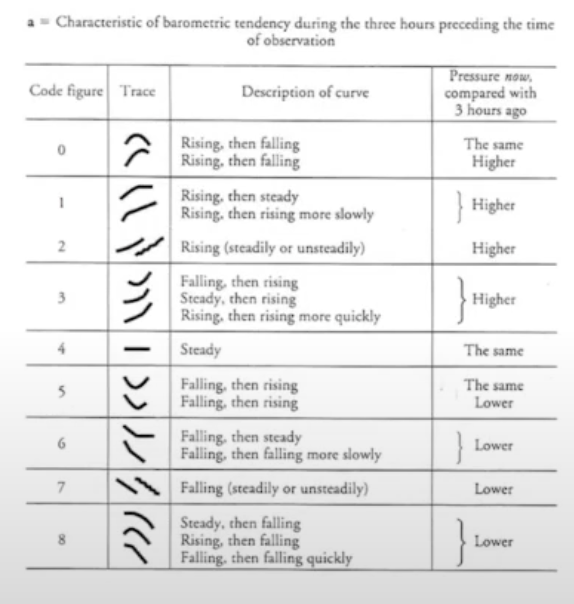 a = Characteristic of barometric tendency during the three hours preceding the time
of observation
Code figure Trace Description of curve Pressure now, compared with 3 hours ago
0 Rising, then falling The same
Rising, then falling Higher
1 Rising, then steady
Rising, then rising more slowly } Higher
2 Rising (steadily or unsteadily) Higher
Falling, then rising
3 Steady, then rising } Higher
Rising, then rising more quickly
4 Steady The same
5 Falling, then rising The same
Falling, then rising Lower
6 Falling, then steady
Falling, then falling more slowly } Lower
7 Falling (steadily or unsteadily) Lower
Steady, then falling
8 Rising, then falling } Lower
Falling, then falling quickly